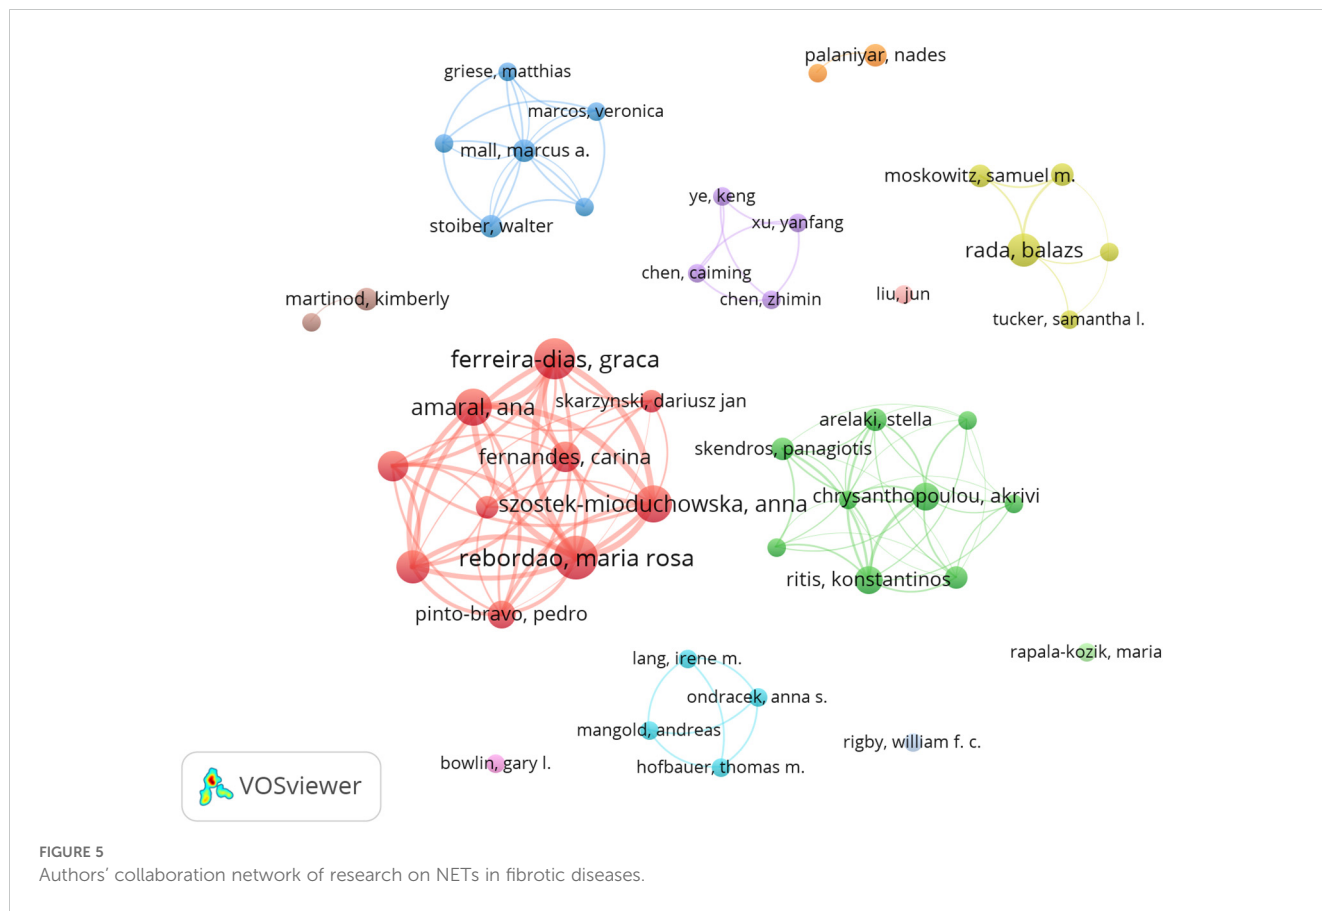 palaniyar, nades
griese, matthias
marcos, veronica
mall, marcus a.
moskowitz, samuel m.
ye, keng
xu, yanfang
stoiber, walter
rada, balazs
chen, caiming
liu, jun
martinod, kimberly
chen, zhimin
tucker, samantha l.
ferreira-dias, graca
skarzynski, dariusz jan
amaral, ana
arelaki, stella
skendros, panagiotis
fernandes, carina
chrysanthopoulou, akrivi
szostek-mioduchowska, anna
rebordao, maria rosa
ritis, konstantinos
pinto-bravo, pedro
rapala-kozik, maria
lang, irene m.
ondracek, anna s.
mangold, andreas
rigby, william f. c.
bowlin, gary l.
hofbauer, thomas m.
VOSviewer
FIGURE 5
Authors' collaboration network of research on NETs in fibrotic diseases.